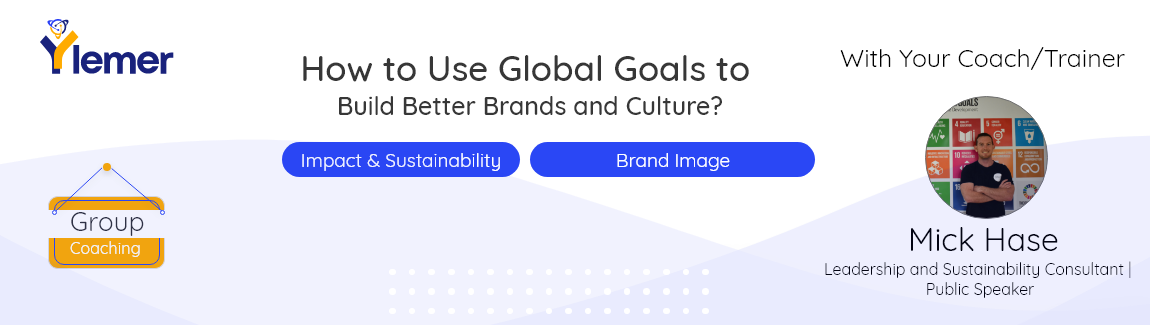 Ylemer
How to Use Global Goals to
Build Better Brands and Culture?
Impact & Sustainability
Brand Image
Group
Coaching
With Your Coach/Trainer
Mick Hase
Leadership and Sustainability Consultant |
Public Speaker